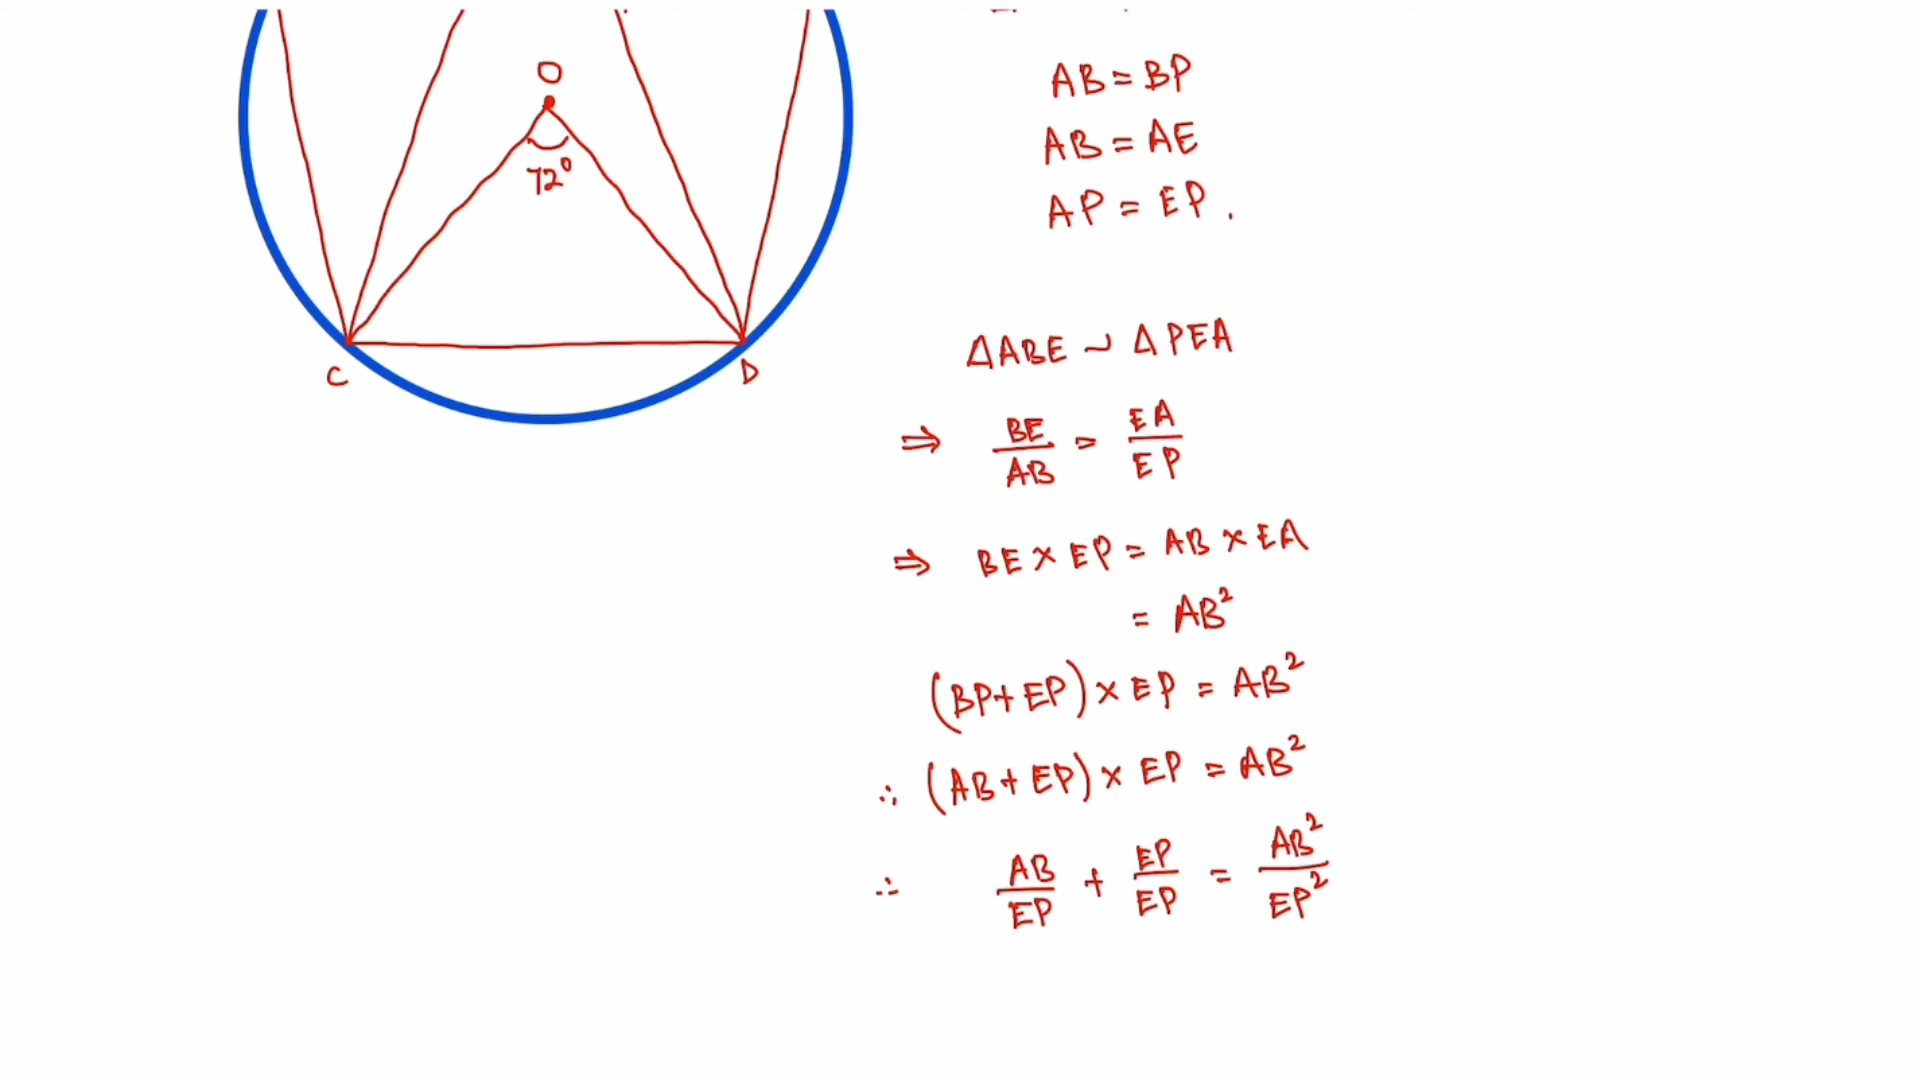 O
72⁰
C
D
AB = BP
AB = AE
AP = EP .
ΔABE ~ ΔPEA
⇒ BE/AB = EA/EP
⇒ BE × EP = AB × EA
= AB²
(BP + EP) × EP = AB²
∴ (AB + EP) × EP = AB²
∴ AB/EP + EP/EP = AB²/EP²